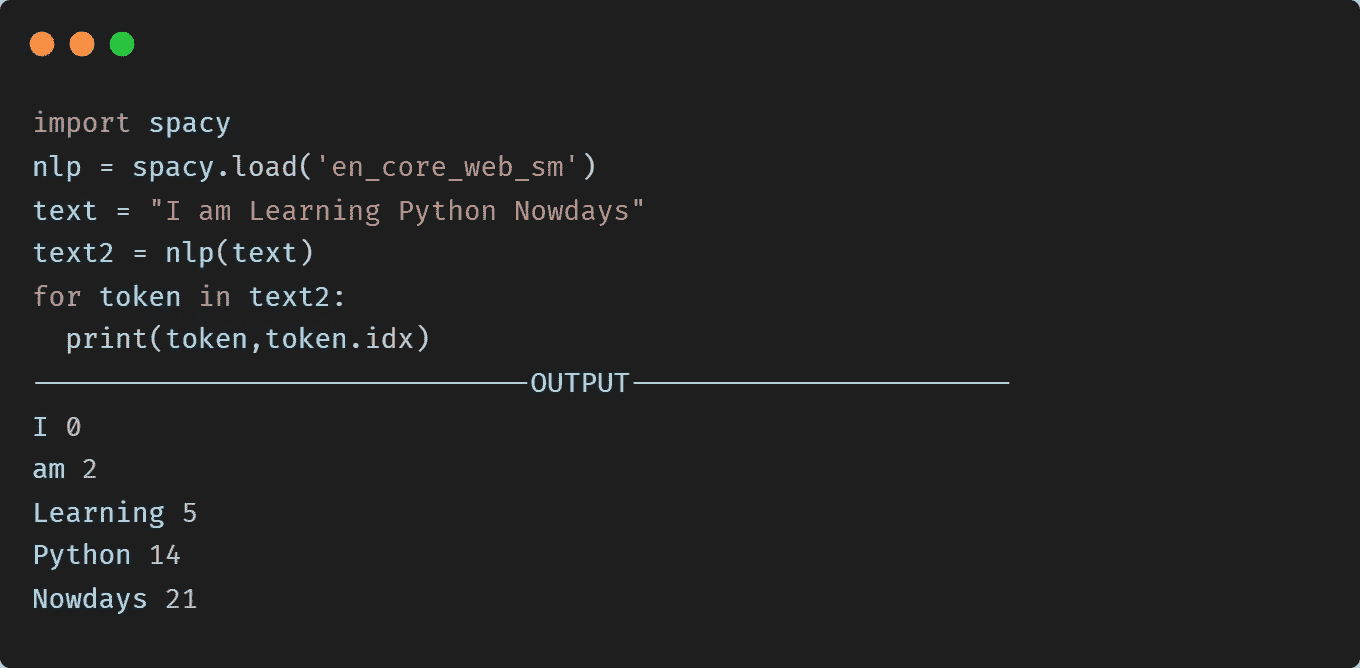 import spacy
nlp = spacy.load('en_core_web_sm')
text = "I am Learning Python Nowdays"
text2 = nlp(text)
for token in text2:
  print(token,token.idx)
──────────────────────────────OUTPUT───────────────────────
I 0
am 2
Learning 5
Python 14
Nowdays 21